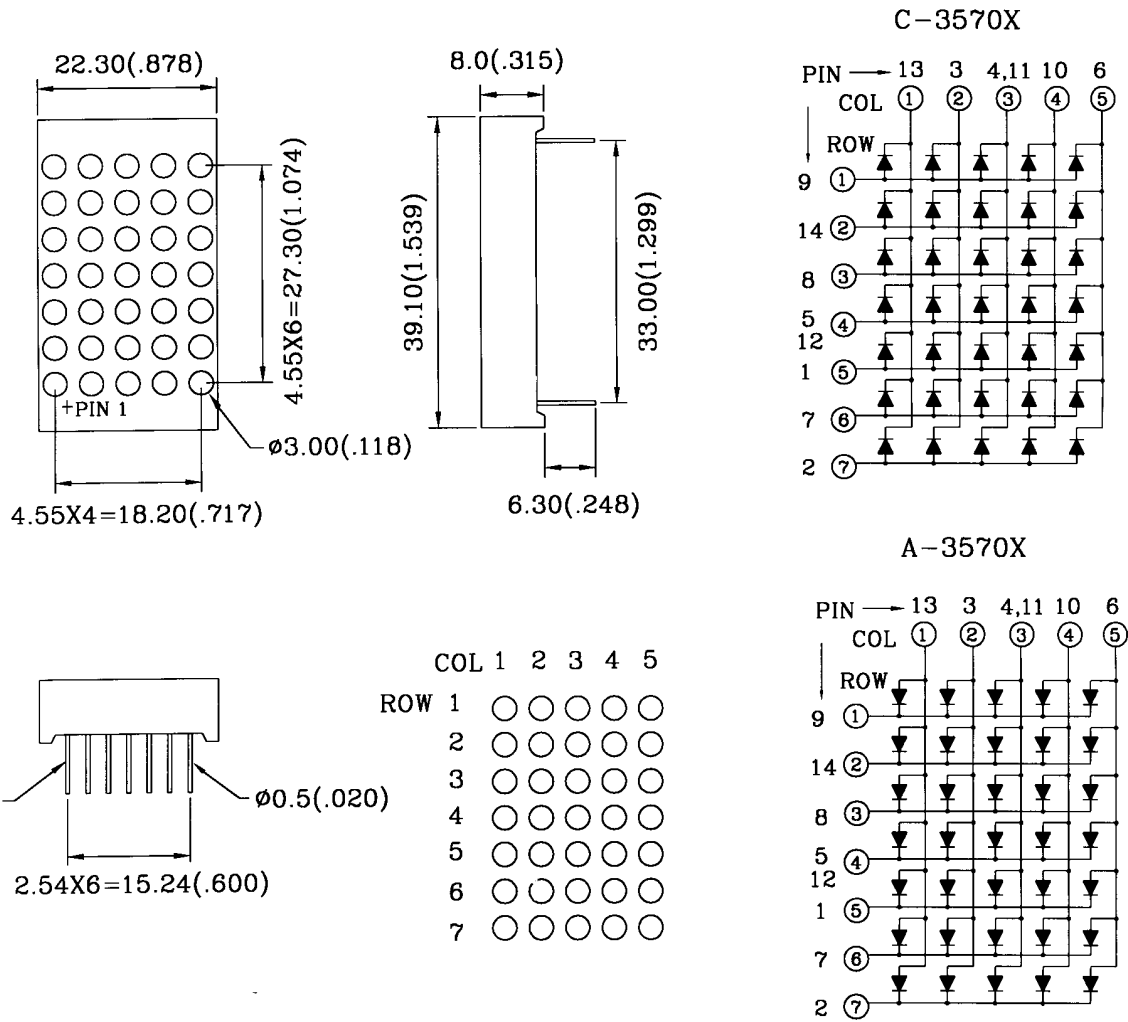 22.30(.878)
4.55X6=27.30(1.074)
+PIN 1
ø3.00(.118)
4.55X4=18.20(.717)
8.0(.315)
39.10(1.539)
33.00(1.299)
6.30(.248)
C-3570X
PIN 13 3 4,11 10 6
COL 1 2 3 4 5
ROW
9 1
14 2
8 3
5 4
12
1 5
7 6
2 7
ø0.5(.020)
2.54X6=15.24(.600)
COL 1 2 3 4 5
ROW 1
2
3
4
5
6
7
A-3570X
PIN 13 3 4,11 10 6
COL 1 2 3 4 5
ROW
9 1
14 2
8 3
5 4
12
1 5
7 6
2 7